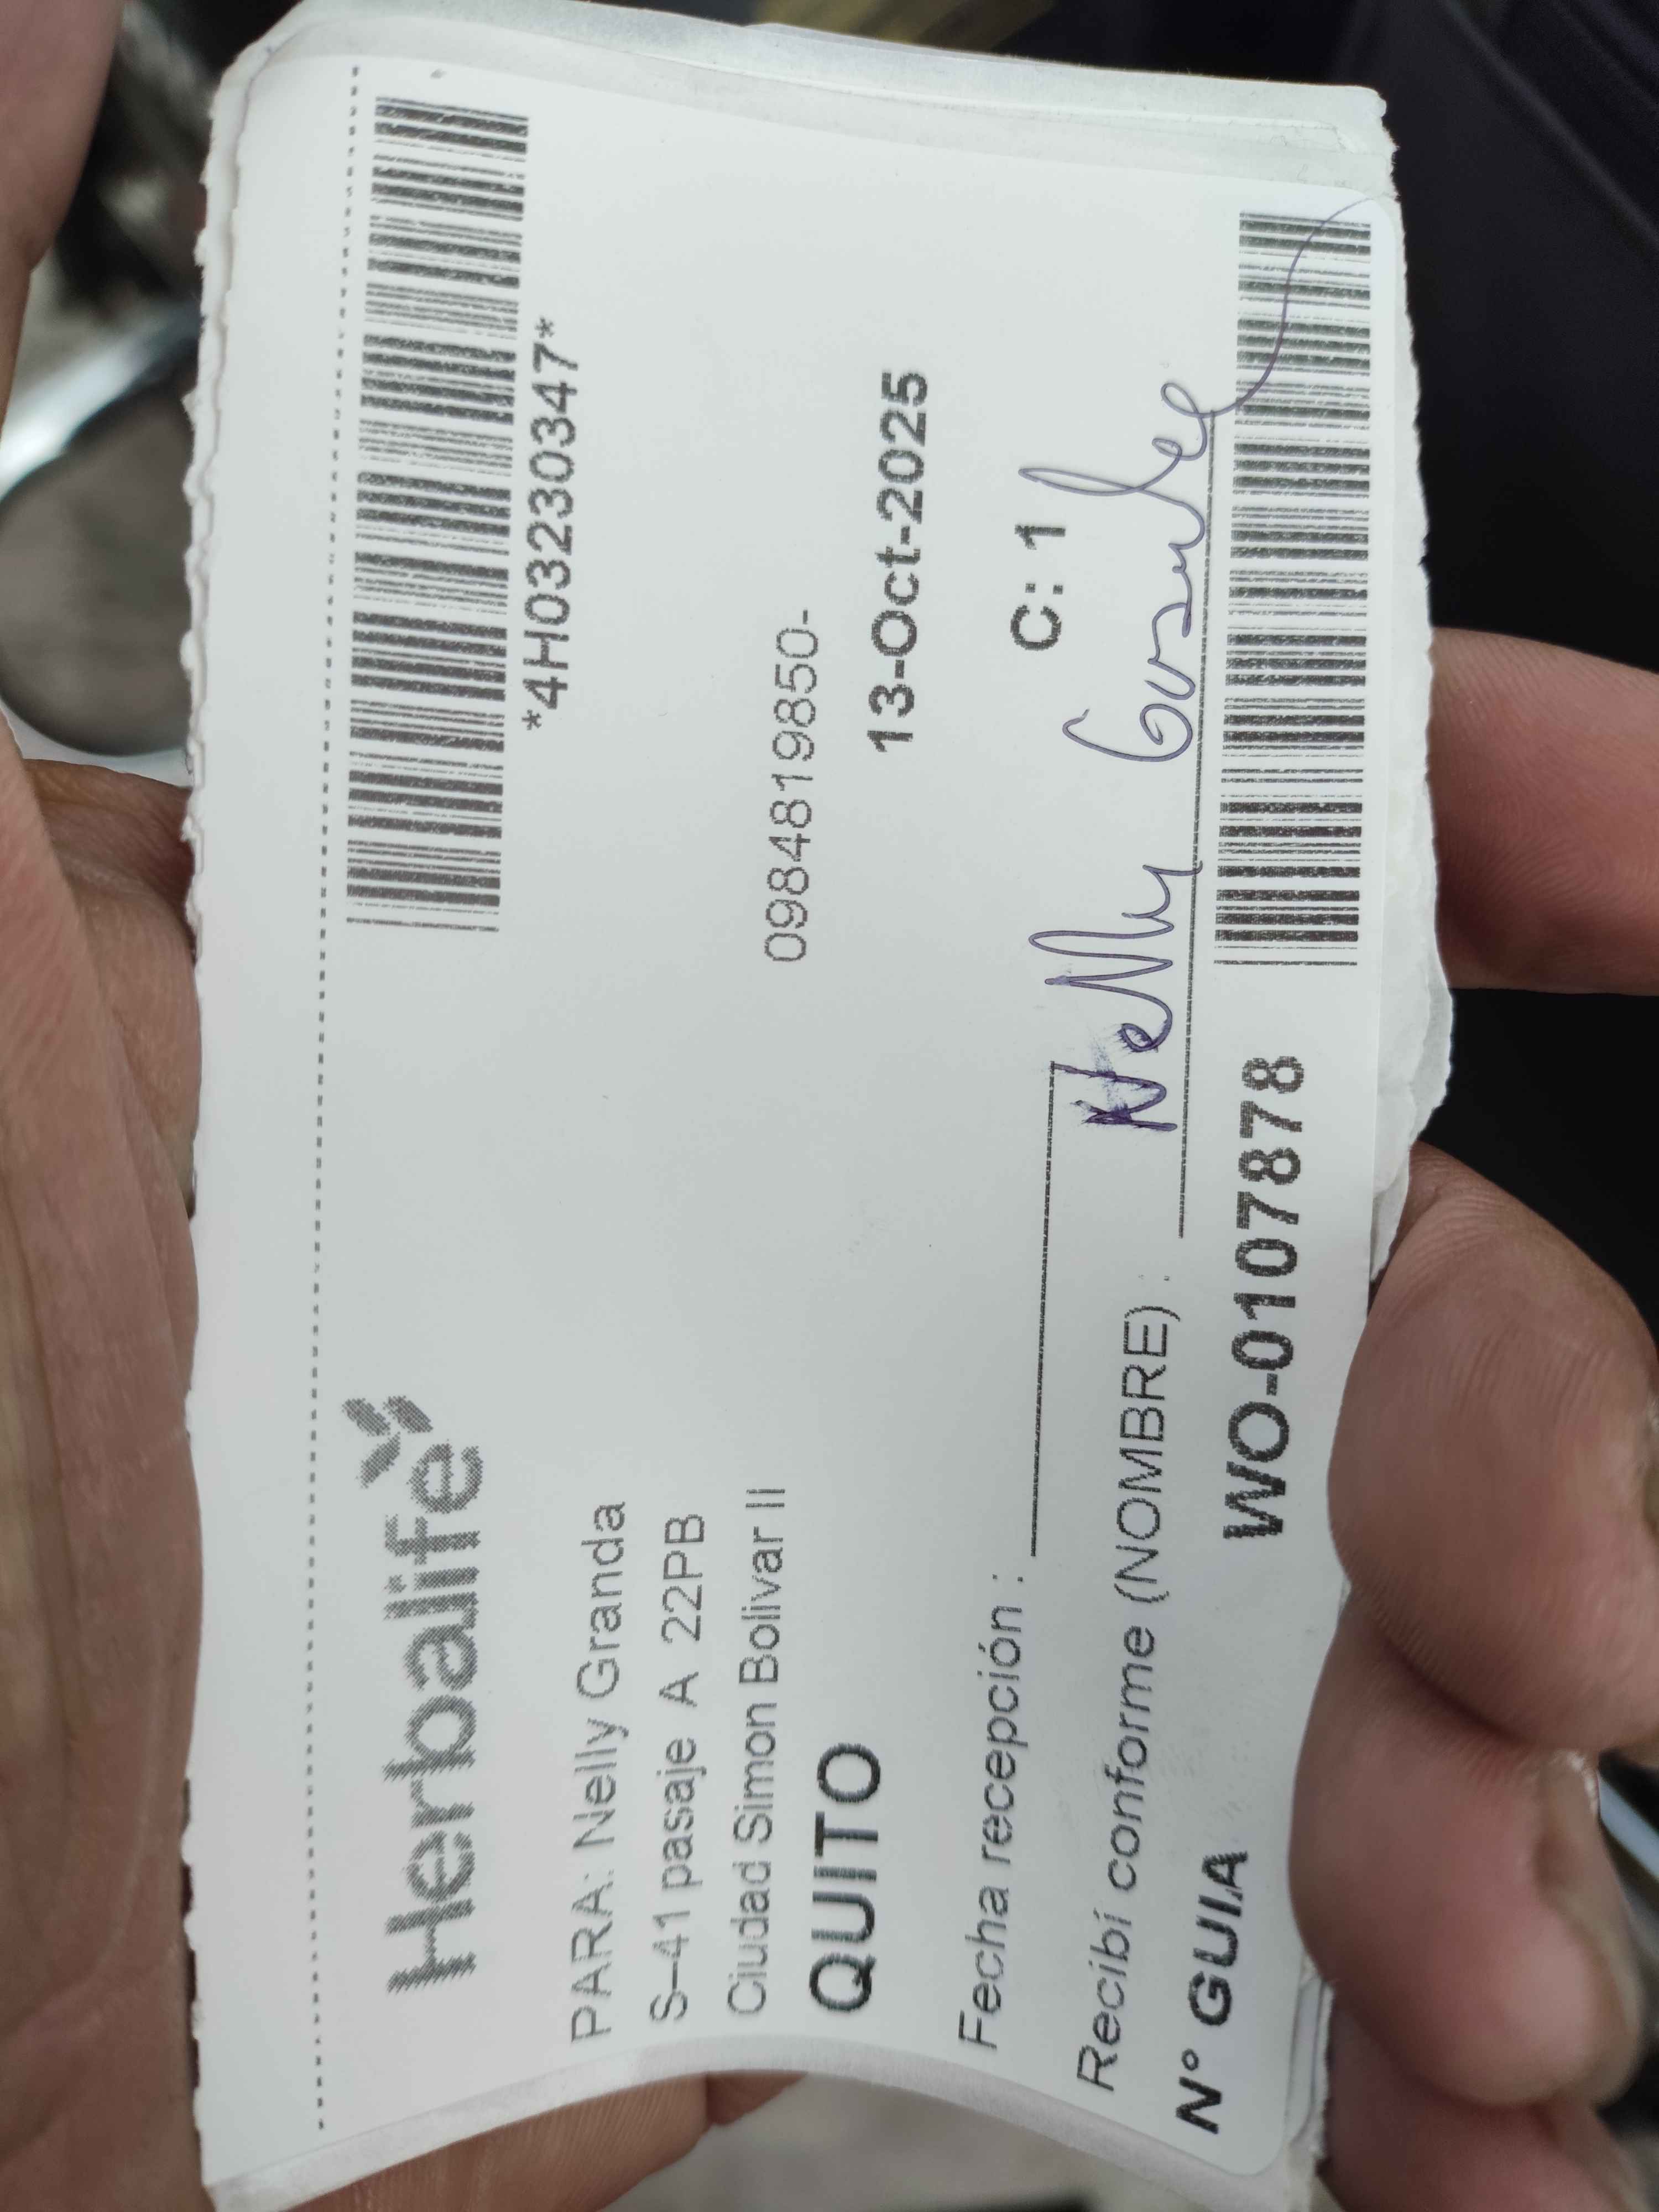 Herbalife
*4H0323047*
PARA: Nelly Granda
S-41 pasaje A 22PB
Ciudad Simon Bolivar II
0984819850-
QUITO
13-Oct-2025
Fecha recepción :
C: 1
Recibí conforme (NOMBRE) : Nelly
N° GUIA WO-0107878